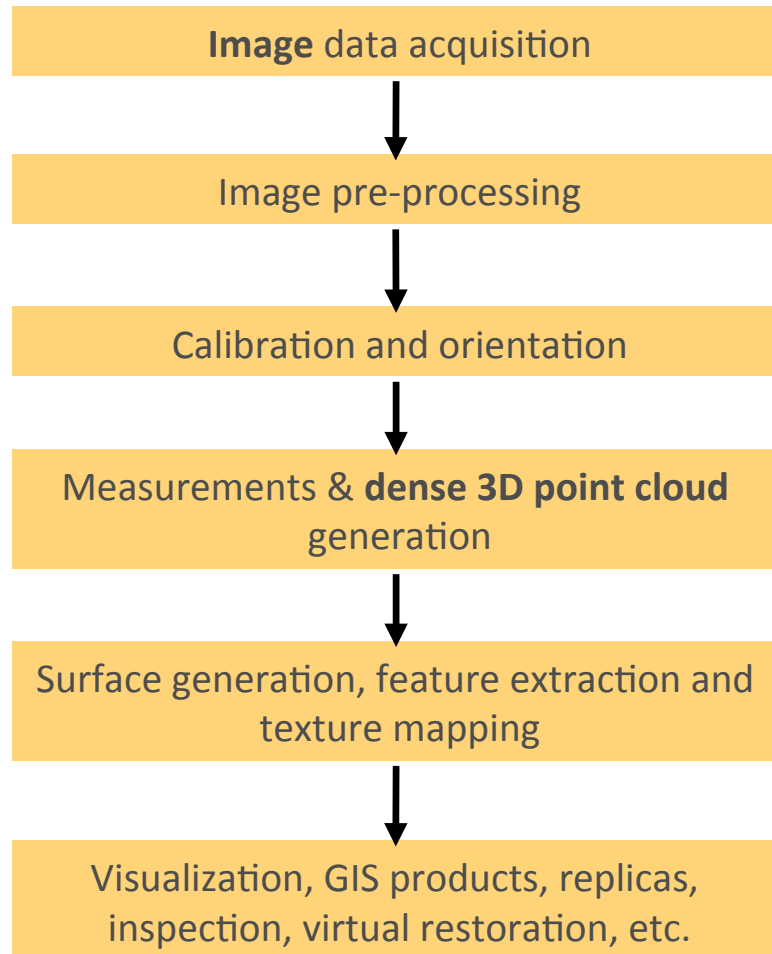 Image data acquisition
Image pre-processing
Calibration and orientation
Measurements & dense 3D point cloud
generation
Surface generation, feature extraction and
texture mapping
Visualization, GIS products, replicas,
inspection, virtual restoration, etc.